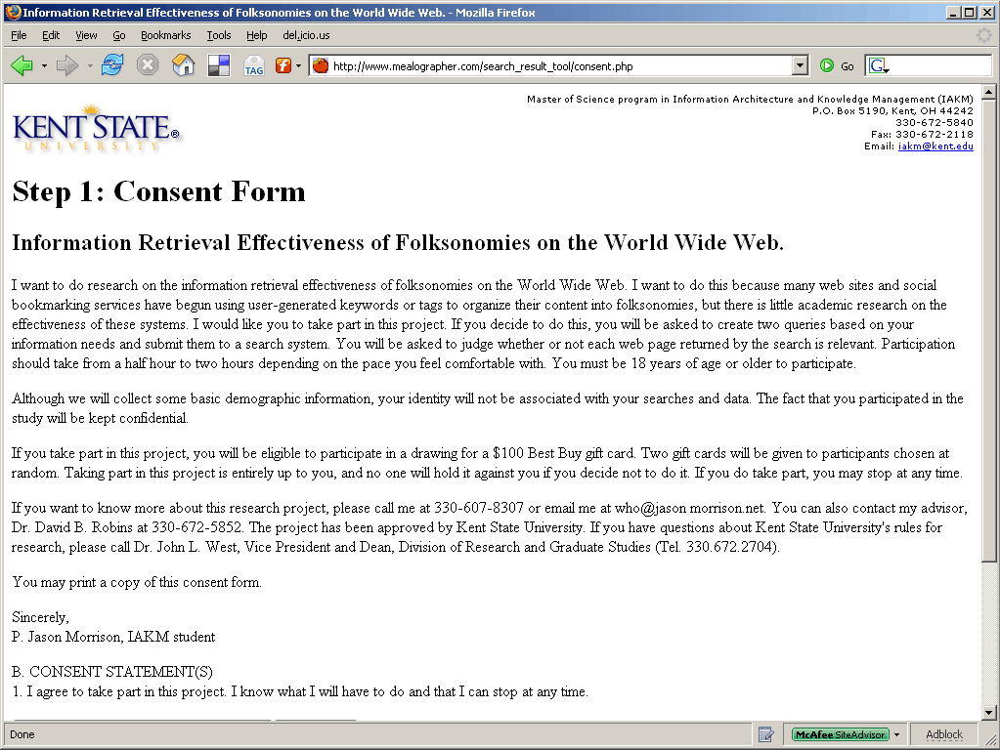 Information Retrieval Effectiveness of Folksonomies on the World Wide Web. - Mozilla Firefox
File Edit View Go Bookmarks Tools Help del.icio.us
TAG f http://www.mealographer.com/search_result_tool/consent.php Go G
Master of Science program in Information Architecture and Knowledge Management (IAKM)
P.O. Box 5190, Kent, OH 44242
330-672-5840
Fax: 330-672-2118
Email: iakm@kent.edu
KENT STATE®
UNIVERSITY
Step 1: Consent Form
Information Retrieval Effectiveness of Folksonomies on the World Wide Web.
I want to do research on the information retrieval effectiveness of folksonomies on the World Wide Web. I want to do this because many web sites and social
bookmarking services have begun using user-generated keywords or tags to organize their content into folksonomies, but there is little academic research on the
effectiveness of these systems. I would like you to take part in this project. If you decide to do this, you will be asked to create two queries based on your
information needs and submit them to a search system. You will be asked to judge whether or not each web page returned by the search is relevant. Participation
should take from a half hour to two hours depending on the pace you feel comfortable with. You must be 18 years of age or older to participate.
Although we will collect some basic demographic information, your identity will not be associated with your searches and data. The fact that you participated in the
study will be kept confidential.
If you take part in this project, you will be eligible to participate in a drawing for a $100 Best Buy gift card. Two gift cards will be given to participants chosen at
random. Taking part in this project is entirely up to you, and no one will hold it against you if you decide not to do it. If you do take part, you may stop at any time.
If you want to know more about this research project, please call me at 330-607-8307 or email me at who@jason morrison.net. You can also contact my advisor,
Dr. David B. Robins at 330-672-5852. The project has been approved by Kent State University. If you have questions about Kent State University's rules for
research, please call Dr. John L. West, Vice President and Dean, Division of Research and Graduate Studies (Tel. 330.672.2704).
You may print a copy of this consent form.
Sincerely,
P. Jason Morrison, IAKM student
B. CONSENT STATEMENT(S)
1. I agree to take part in this project. I know what I will have to do and that I can stop at any time.
Done McAfee SiteAdvisor Adblock